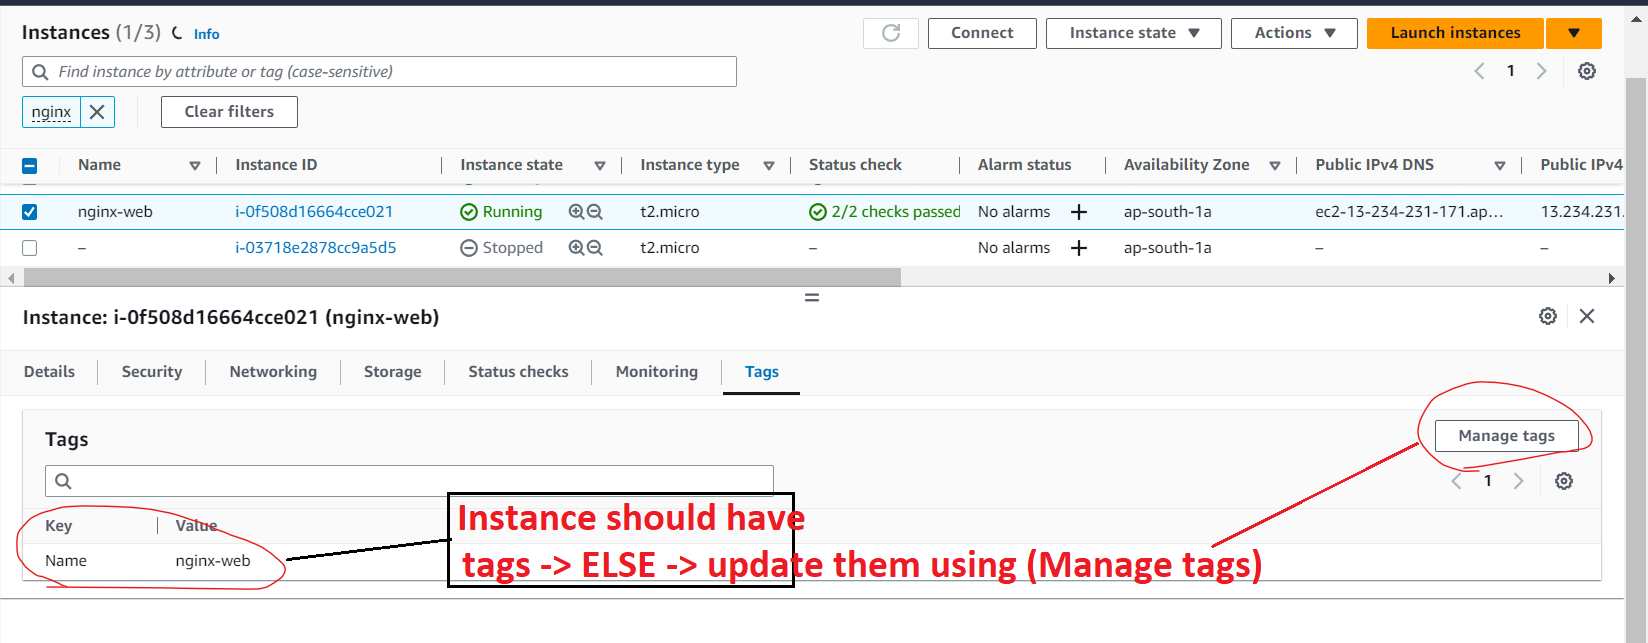 Instances (1/3) Info
Connect Instance state Actions Launch instances
Find instance by attribute or tag (case-sensitive)
1
nginx Clear filters
Name Instance ID Instance state Instance type Status check Alarm status Availability Zone Public IPv4 DNS Public IPv4
nginx-web i-0f508d16664cce021 Running t2.micro 2/2 checks passed No alarms + ap-south-1a ec2-13-234-231-171.ap... 13.234.231.
– i-03718e2878cc9a5d5 Stopped t2.micro – No alarms + ap-south-1a – –
Instance: i-0f508d16664cce021 (nginx-web)
Details Security Networking Storage Status checks Monitoring Tags
Tags
Manage tags
1
Key Value
Name nginx-web
Instance should have
tags -> ELSE -> update them using (Manage tags)